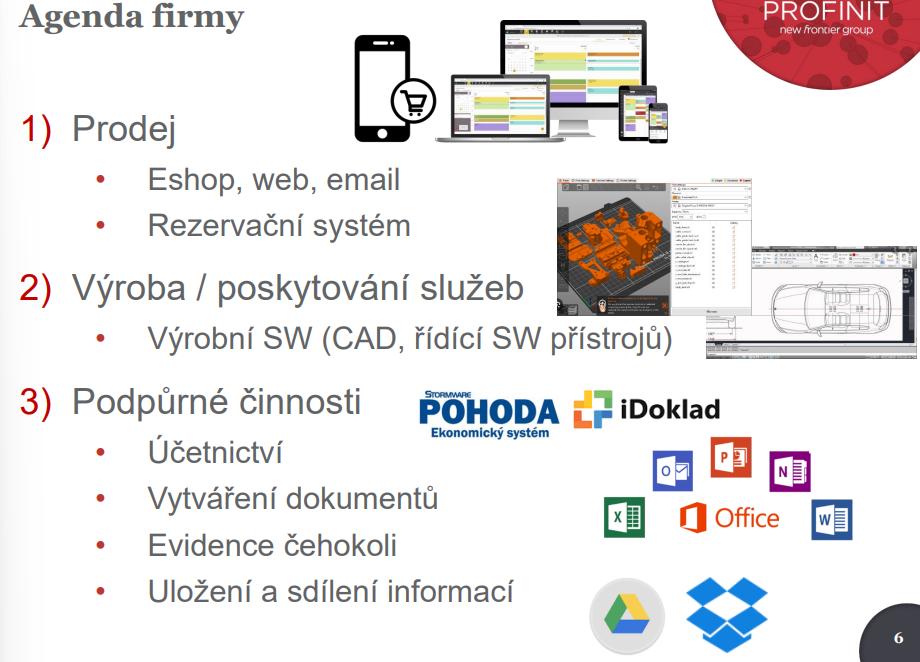 Agenda firmy
PROFINIT
new frontier group
1) Prodej
• Eshop, web, email
• Rezervační systém
2) Výroba / poskytování služeb
• Výrobní SW (CAD, řídící SW přístrojů)
3) Podpůrné činnosti
STORMWARE
POHODA
Ekonomický systém
iDoklad
• Účetnictví
• Vytváření dokumentů
• Evidence čehokoli
• Uložení a sdílení informací
O
P
N
X
Office
W
6